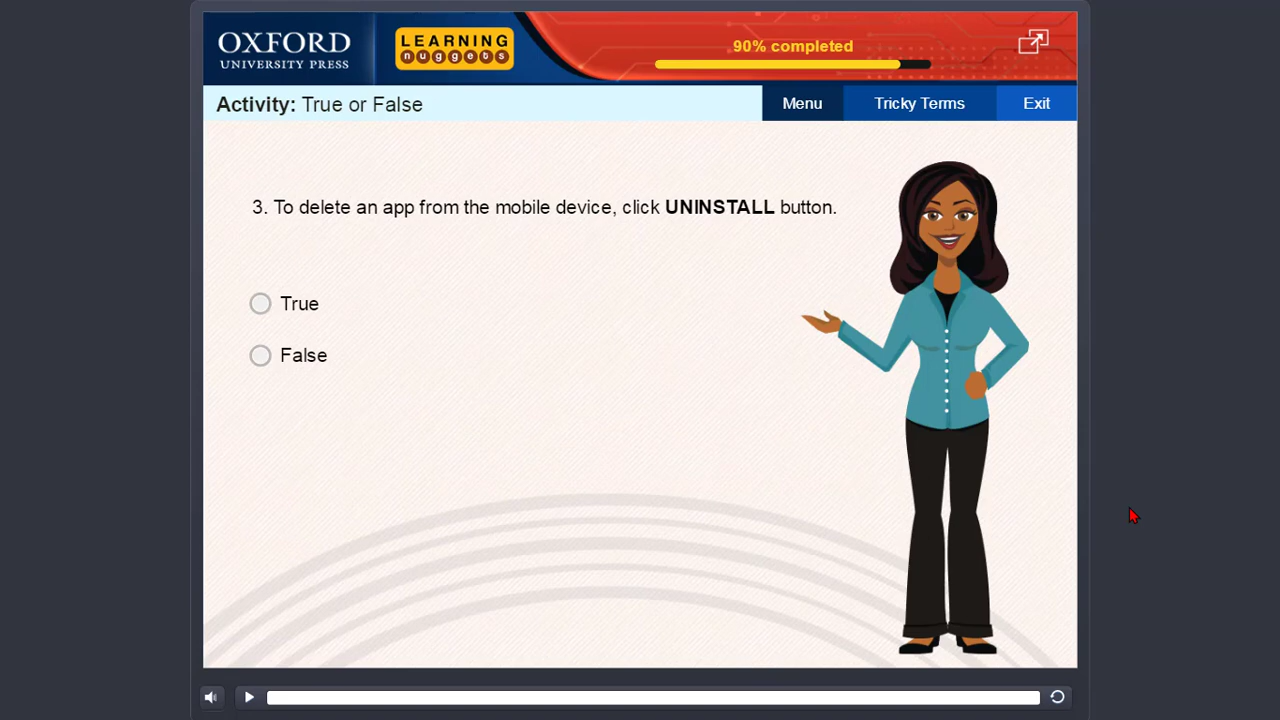 OXFORD
UNIVERSITY PRESS
LEARNING
nuggets
90% completed
Activity: True or False
Menu
Tricky Terms
Exit
3. To delete an app from the mobile device, click UNINSTALL button.
True
False